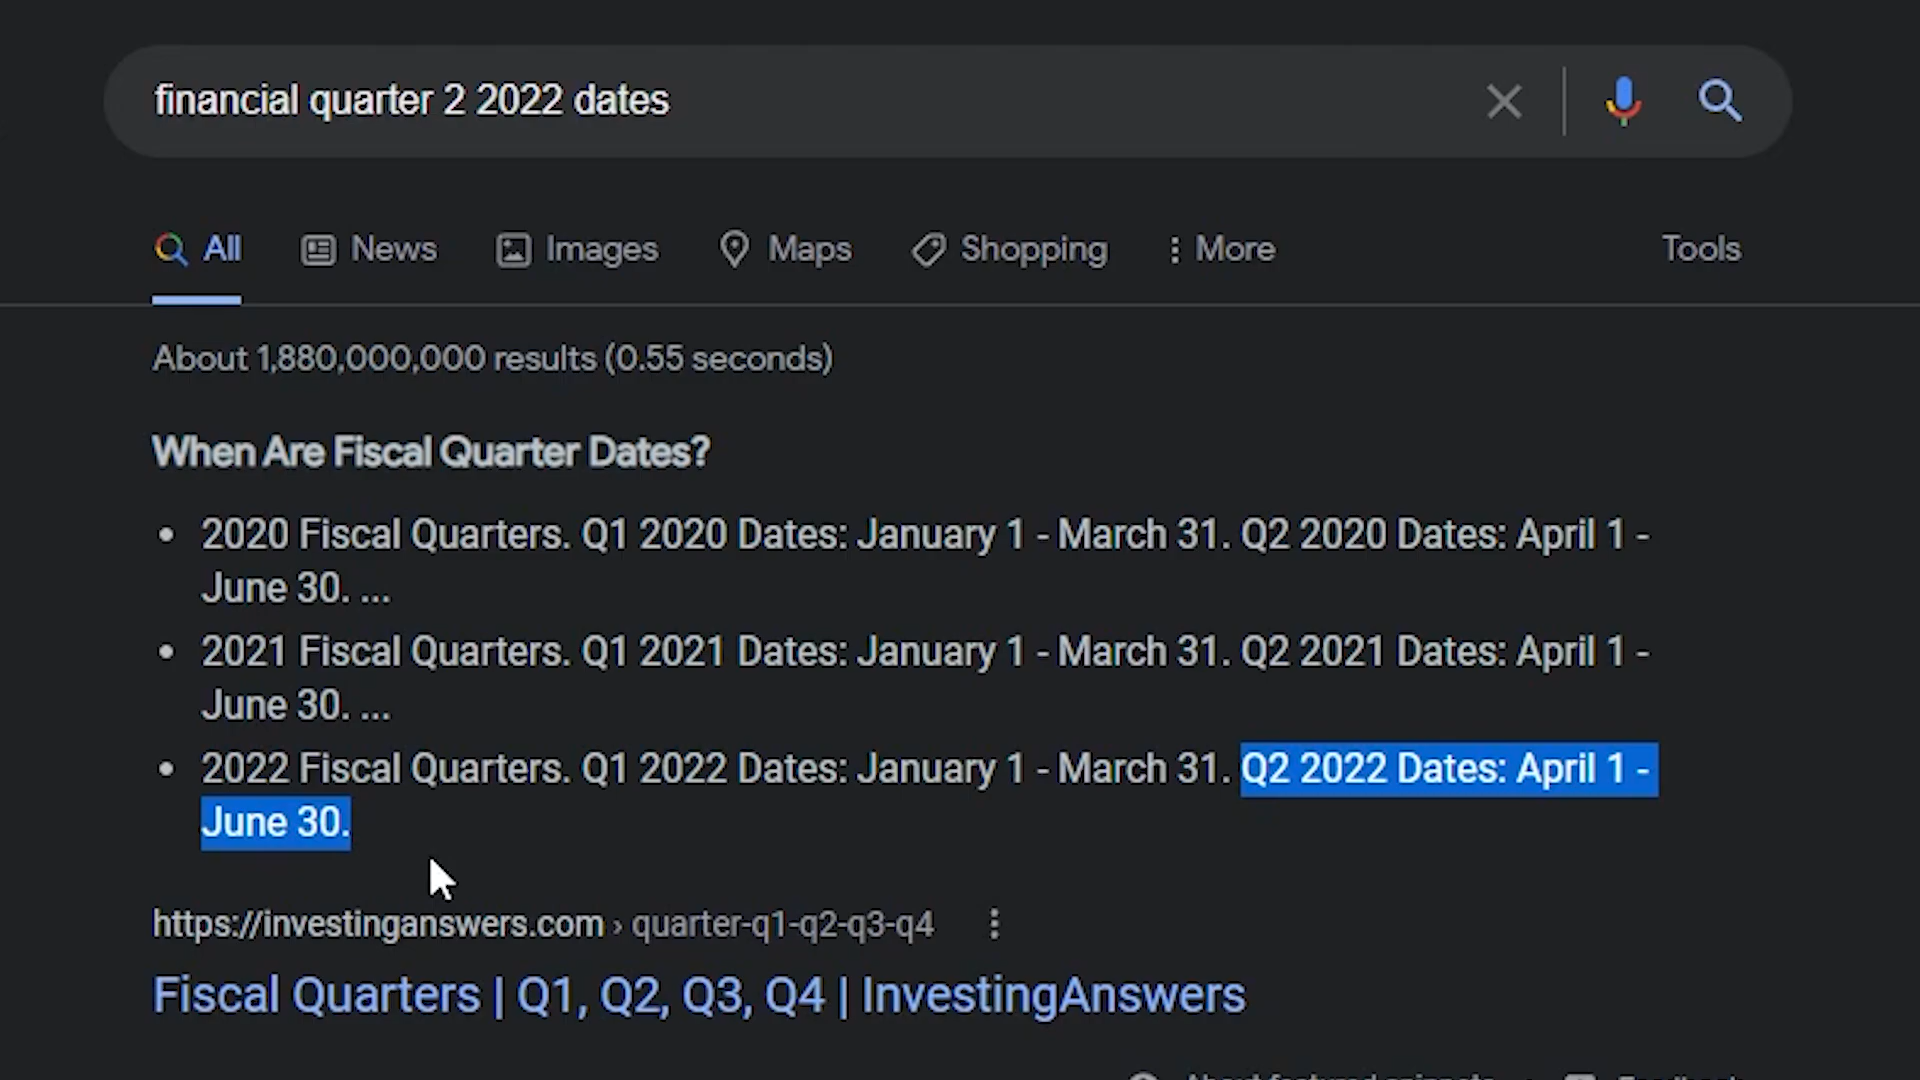 financial quarter 2 2022 dates
All News Images Maps Shopping More Tools
About 1,880,000,000 results (0.55 seconds)
When Are Fiscal Quarter Dates?
• 2020 Fiscal Quarters. Q1 2020 Dates: January 1 - March 31. Q2 2020 Dates: April 1 -
June 30. ...
• 2021 Fiscal Quarters. Q1 2021 Dates: January 1 - March 31. Q2 2021 Dates: April 1 -
June 30. ...
• 2022 Fiscal Quarters. Q1 2022 Dates: January 1 - March 31. Q2 2022 Dates: April 1 -
June 30.
https://investinganswers.com › quarter-q1-q2-q3-q4
Fiscal Quarters | Q1, Q2, Q3, Q4 | InvestingAnswers